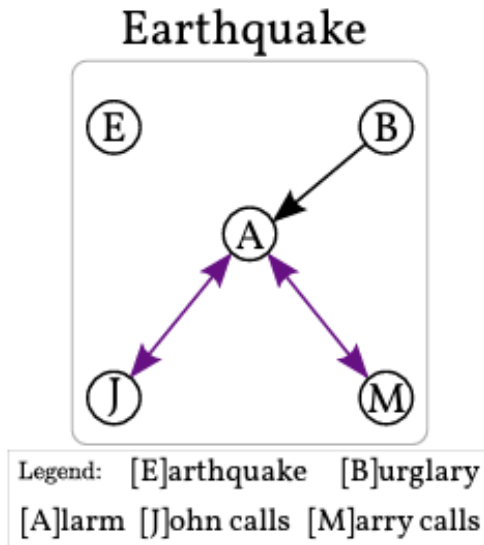 Earthquake
E B
A
J M
Legend: [E]arthquake [B]urglary
[A]larm [J]ohn calls [M]arry calls